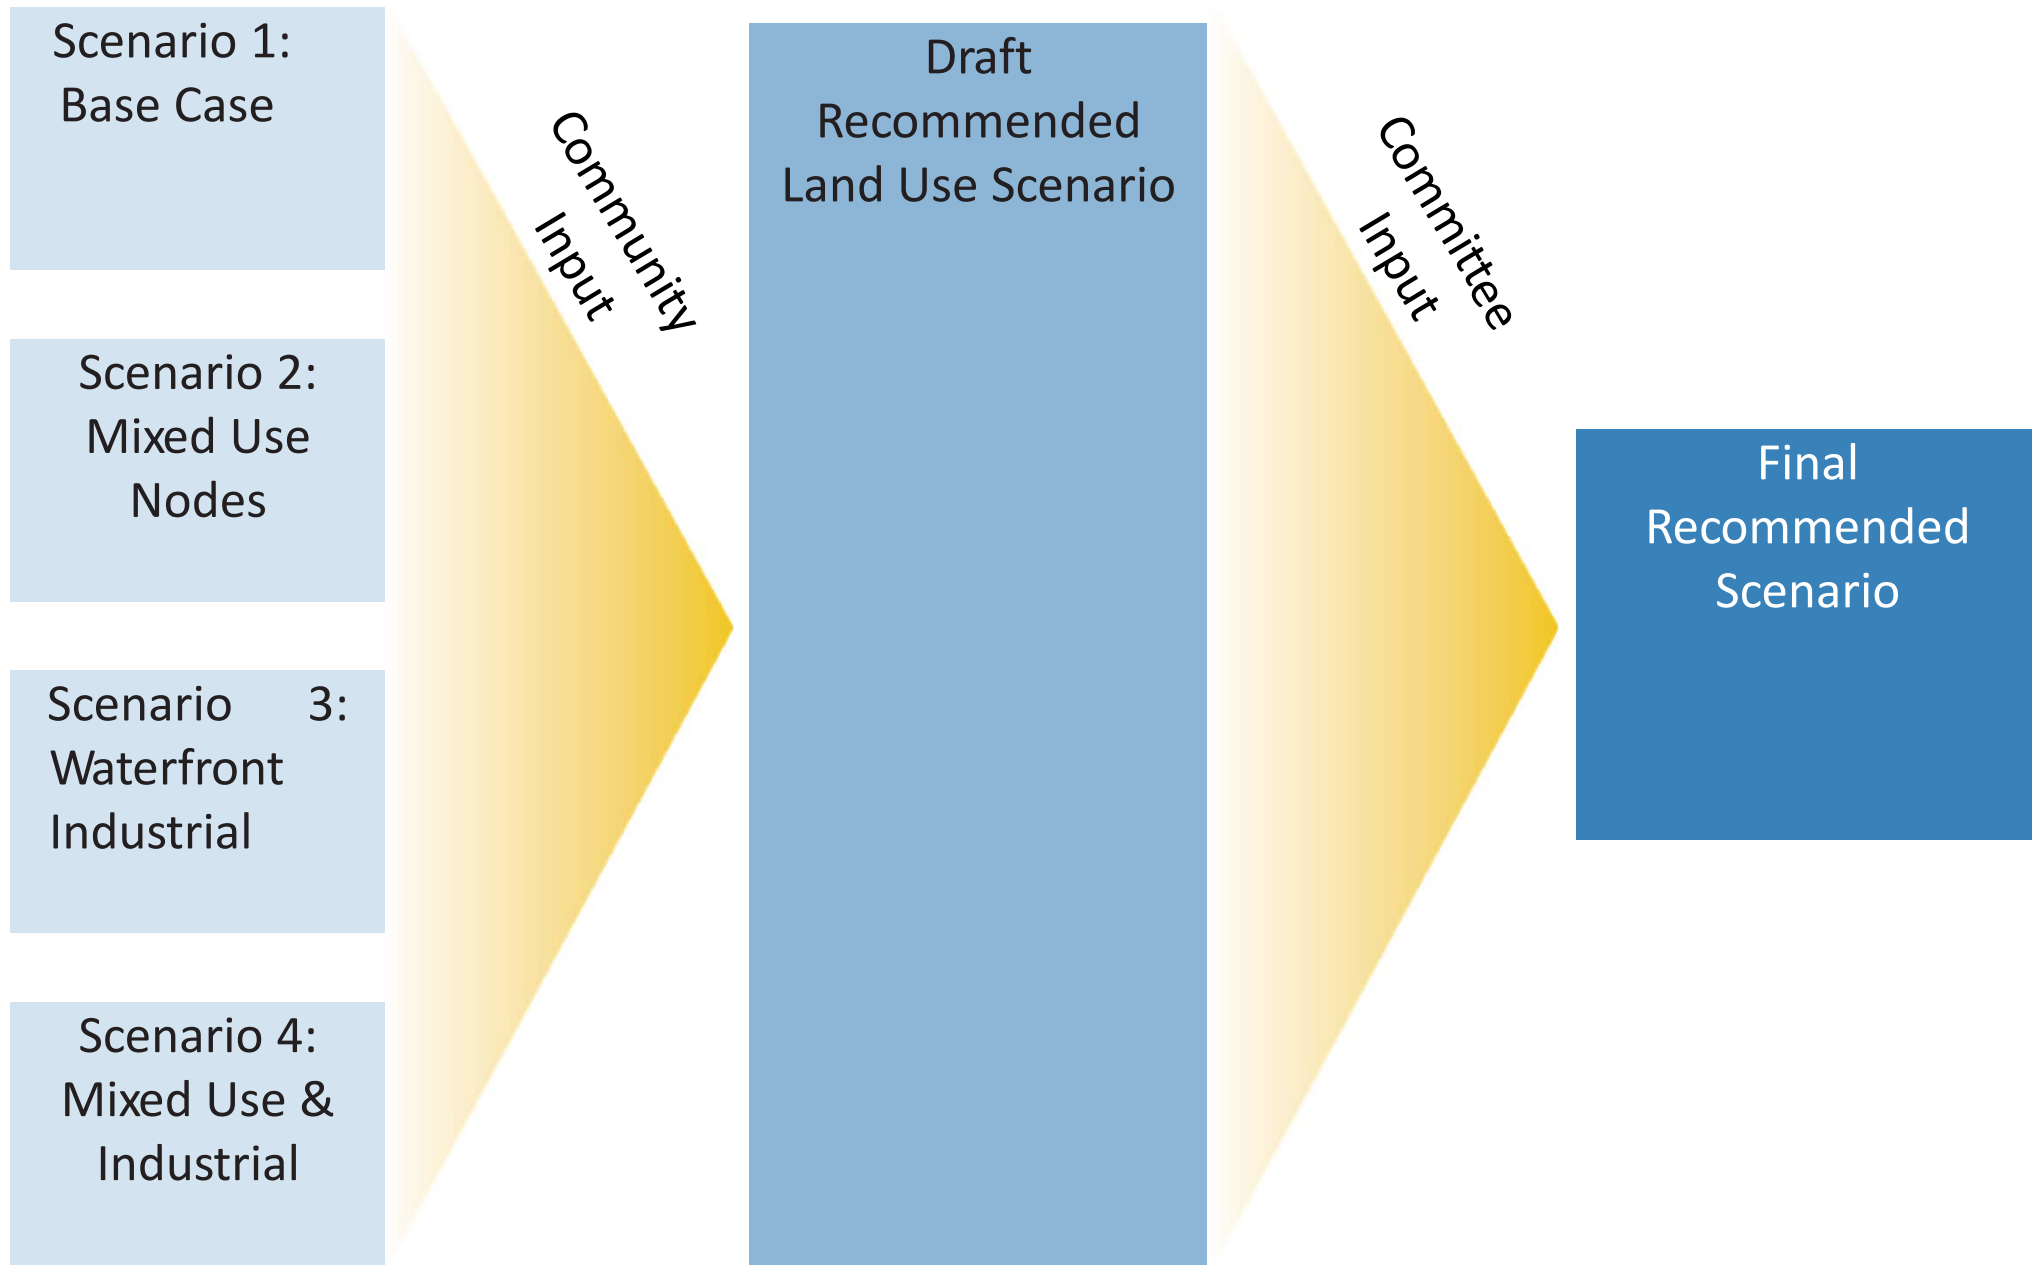 Scenario 1:
Base Case
Scenario 2:
Mixed Use
Nodes
Scenario 3:
Waterfront
Industrial
Scenario 4:
Mixed Use &
Industrial
Community
Input
Draft
Recommended
Land Use Scenario
Committee
Input
Final
Recommended
Scenario